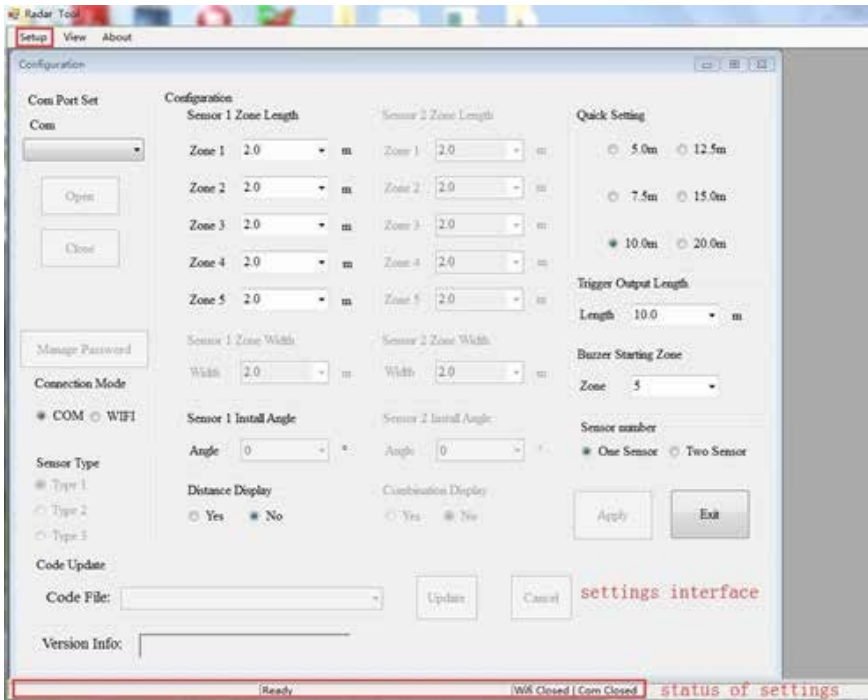 Radar Tool
Setup View About
Configuration
Com Port Set
Com
Open
Close
Manage Password
Connection Mode
COM WIFI
Sensor Type
Type 1
Type 2
Type 3
Configuration
Sensor 1 Zone Length
Zone 1 2.0 m
Zone 2 2.0 m
Zone 3 2.0 m
Zone 4 2.0 m
Zone 5 2.0 m
Sensor 1 Zone Width
Width 2.0 m
Sensor 1 Install Angle
Angle 0 °
Distance Display
Yes No
Sensor 2 Zone Length
Zone 1 2.0 m
Zone 2 2.0 m
Zone 3 2.0 m
Zone 4 2.0 m
Zone 5 2.0 m
Sensor 2 Zone Width
Width 2.0 m
Sensor 2 Install Angle
Angle 0 °
Combination Display
Yes No
Quick Setting
5.0m 12.5m
7.5m 15.0m
10.0m 20.0m
Trigger Output Length
Length 10.0 m
Buzzer Starting Zone
Zone 5
Sensor number
One Sensor Two Sensor
Apply Exit
Code Update
Code File: Update Cancel
settings interface
Version Info:
Ready Wifi Closed | Com Closed
status of settings